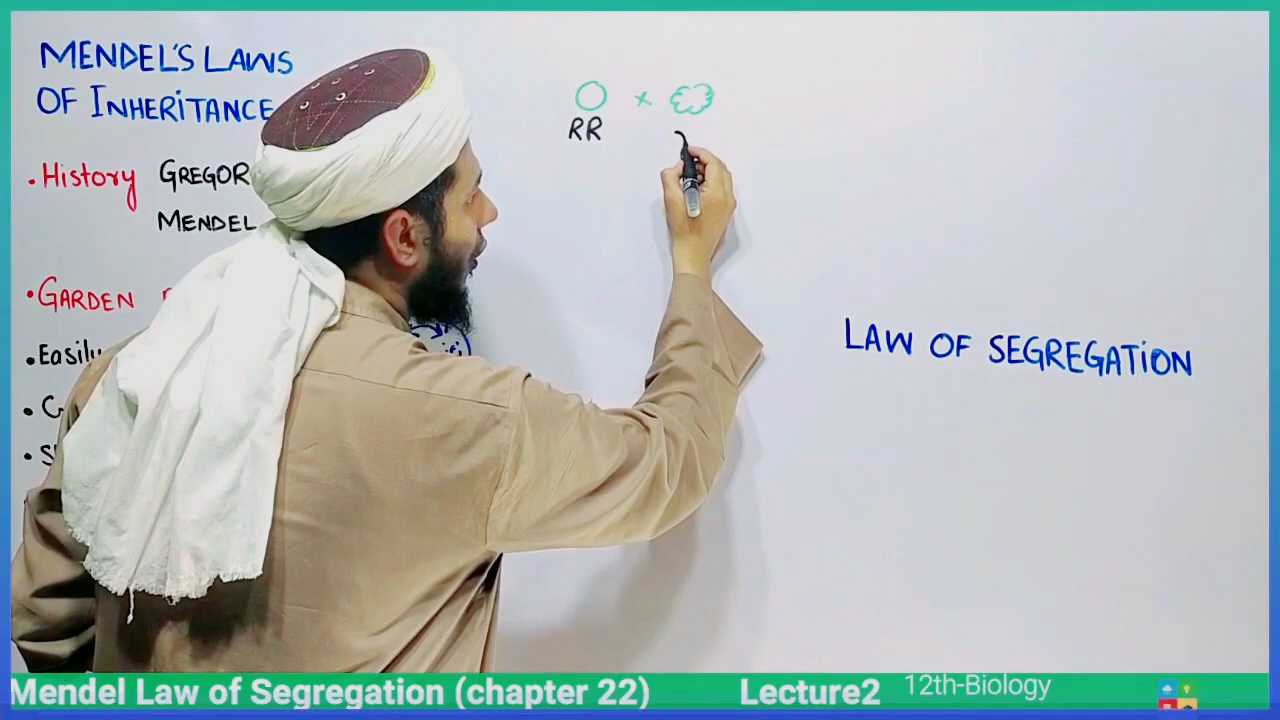 MENDEL'S LAWS
OF INHERITANCE
• History GREGOR
MENDEL
• GARDEN
• Easily
RR
×
LAW OF SEGREGATION
Mendel Law of Segregation (chapter 22) Lecture2 12th-Biology